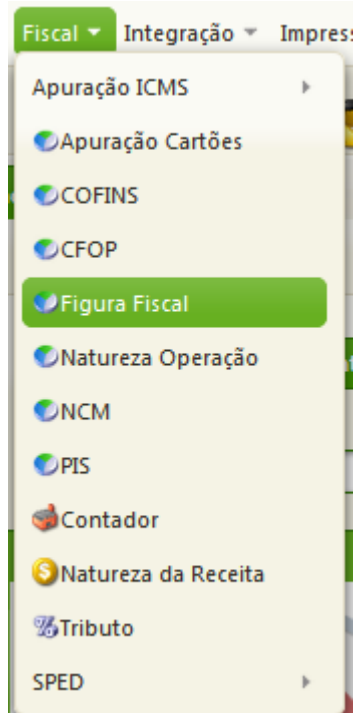 Fiscal Integração Impress
Apuração ICMS
Apuração Cartões
COFINS
CFOP
Figura Fiscal
Natureza Operação
NCM
PIS
Contador
Natureza da Receita
Tributo
SPED